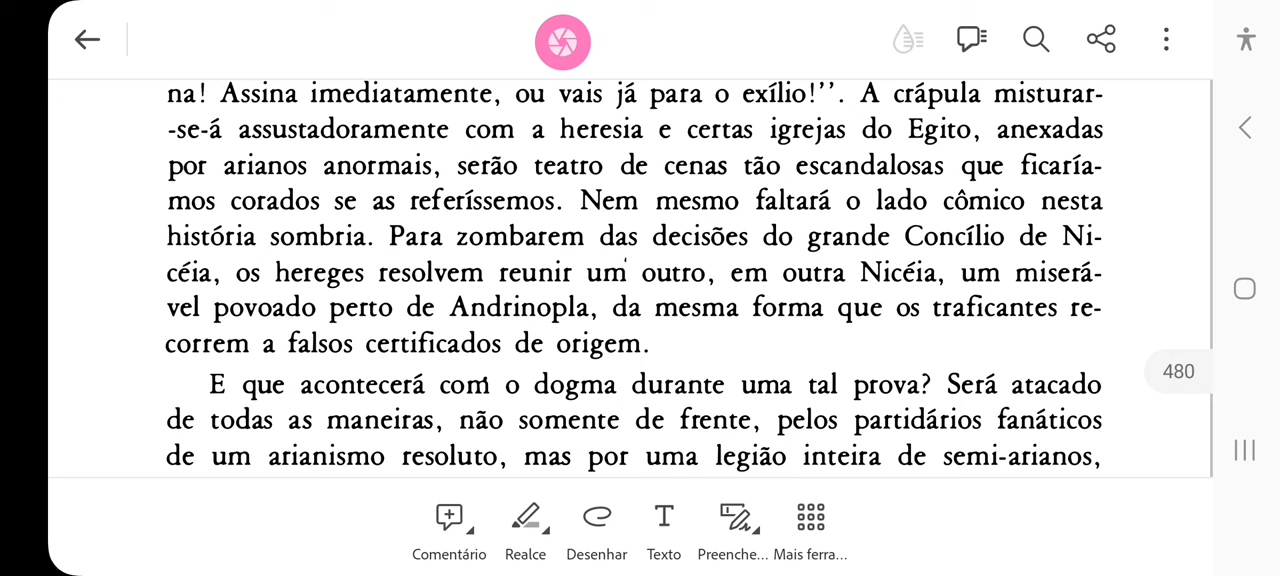 na! Assina imediatamente, ou vais já para o exílio!’’. A crápula misturar-
-se-á assustadoramente com a heresia e certas igrejas do Egito, anexadas
por arianos anormais, serão teatro de cenas tão escandalosas que ficaría-
mos corados se as referíssemos. Nem mesmo faltará o lado cômico nesta
história sombria. Para zombarem das decisões do grande Concílio de Ni-
céia, os hereges resolvem reunir um outro, em outra Nicéia, um miserá-
vel povoado perto de Andrinopla, da mesma forma que os traficantes re-
correm a falsos certificados de origem.
480
E que acontecerá com o dogma durante uma tal prova? Será atacado
de todas as maneiras, não somente de frente, pelos partidários fanáticos
de um arianismo resoluto, mas por uma legião inteira de semi-arianos,
Comentário Realce Desenhar Texto Preenche... Mais ferra...